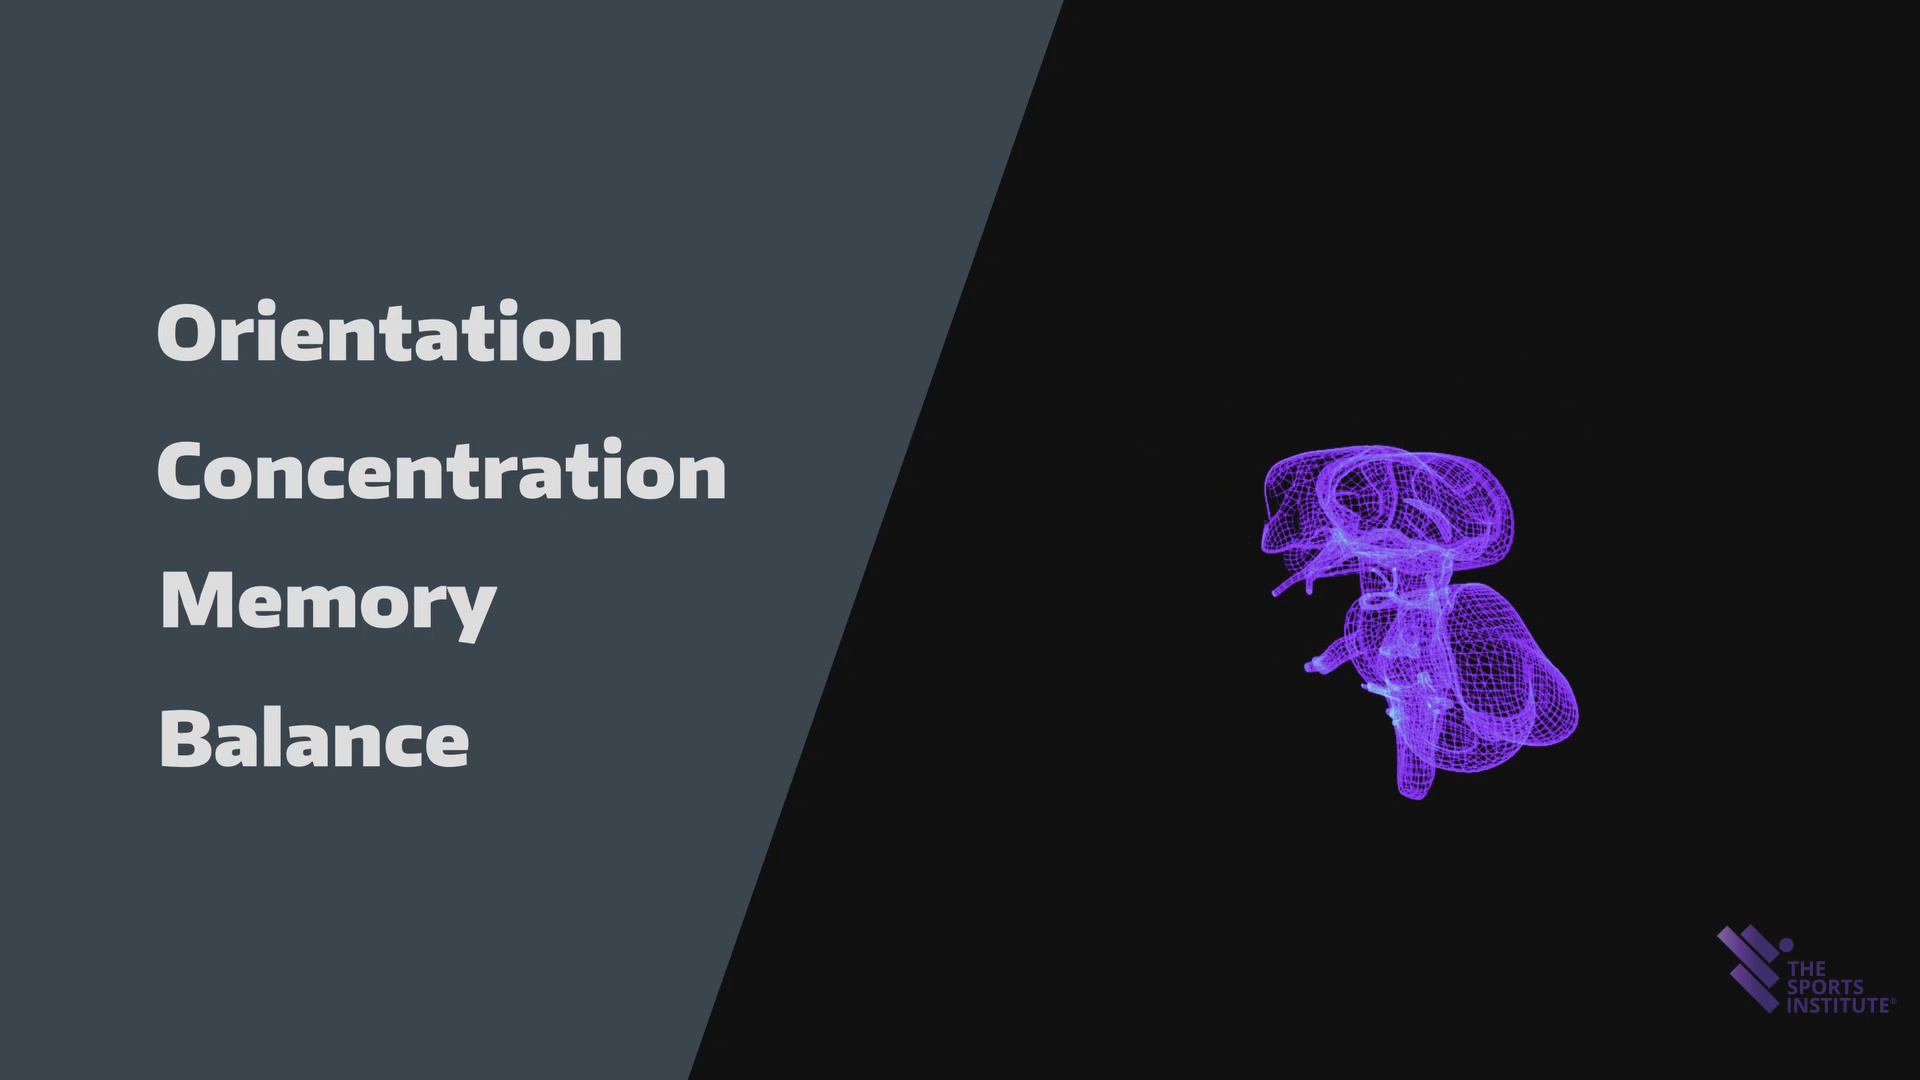 Orientation
Concentration
Memory
Balance
THE
SPORTS
INSTITUTE®